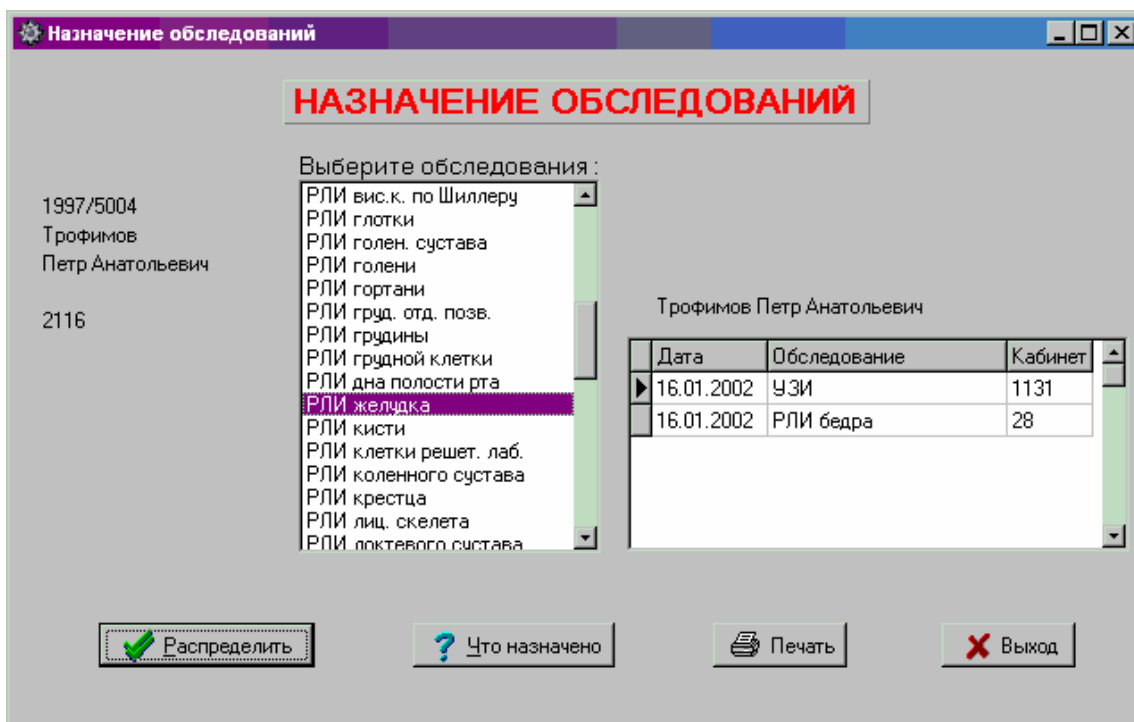 Назначение обследований
НАЗНАЧЕНИЕ ОБСЛЕДОВАНИЙ
1997/5004
Трофимов
Петр Анатольевич
2116
Выберите обследования :
РЛИ вис.к. по Шиллеру
РЛИ глотки
РЛИ голен. сустава
РЛИ голени
РЛИ гортани
РЛИ груд. отд. позв.
РЛИ грудины
РЛИ грудной клетки
РЛИ дна полости рта
РЛИ желудка
РЛИ кисти
РЛИ клетки решет. лаб.
РЛИ коленного сустава
РЛИ крестца
РЛИ лиц. скелета
РЛИ локтевого сустава
Трофимов Петр Анатольевич
Дата Обследование Кабинет
16.01.2002 УЗИ 1131
16.01.2002 РЛИ бедра 28
Распределить Что назначено Печать Выход